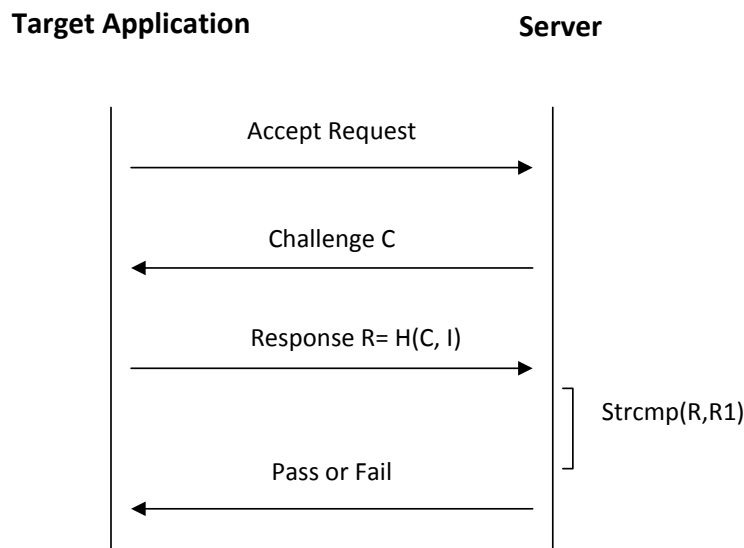 Target Application
Server
Accept Request
Challenge C
Response R= H(C, I)
Strcmp(R,R1)
Pass or Fail